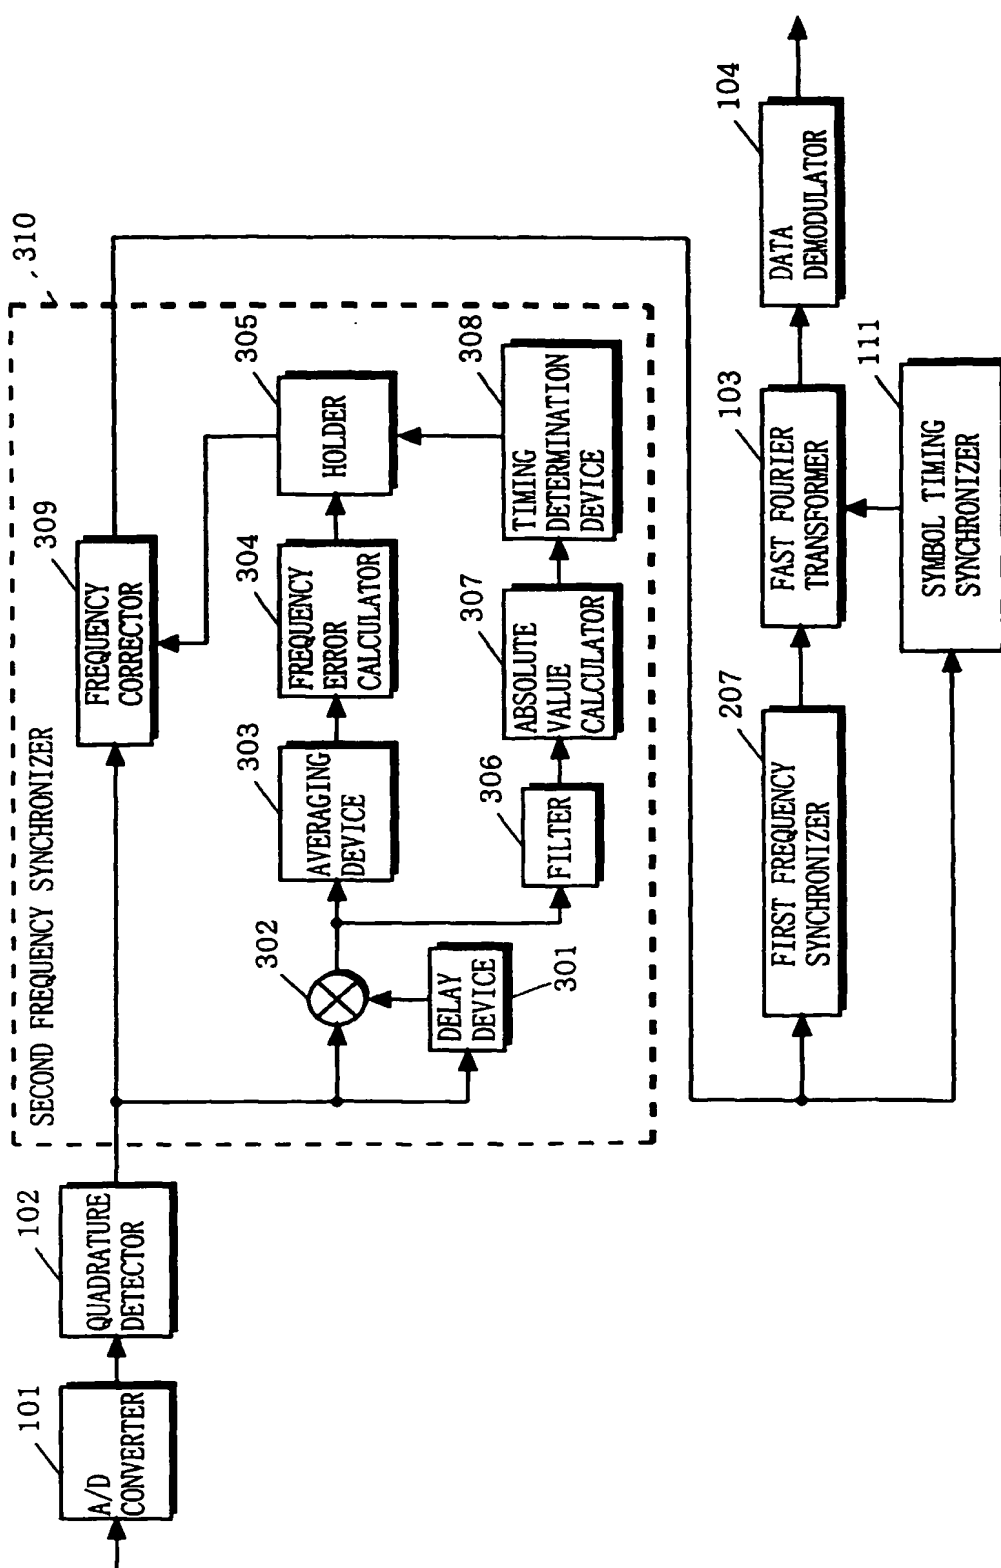 101
A/D
CONVERTER
102
QUADRATURE
DETECTOR
SECOND FREQUENCY SYNCHRONIZER
310
309
FREQUENCY
CORRECTOR
302
301
DELAY
DEVICE
303
AVERAGING
DEVICE
304
FREQUENCY
ERROR
CALCULATOR
305
HOLDER
306
FILTER
307
ABSOLUTE
VALUE
CALCULATOR
308
TIMING
DETERMINATION
DEVICE
207
FIRST FREQUENCY
SYNCHRONIZER
103
FAST FOURIER
TRANSFORMER
104
DATA
DEMODULATOR
111
SYMBOL TIMING
SYNCHRONIZER